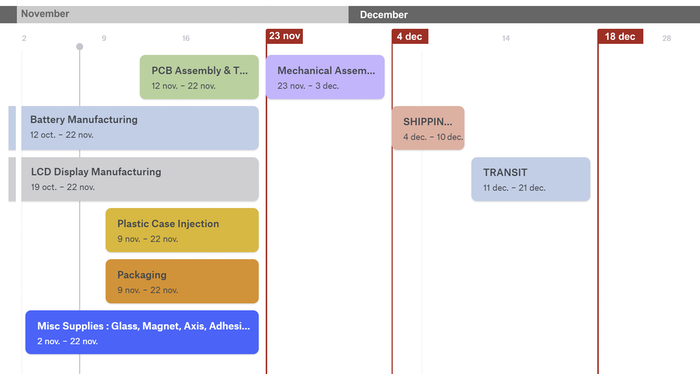 November
December
2
9
16
23 nov
4 dec
14
18 dec
28
PCB Assembly & T...
12 nov. – 22 nov.
Mechanical Assem...
23 nov. – 3 dec.
Battery Manufacturing
12 oct. – 22 nov.
SHIPPIN...
4 dec. – 10 dec.
LCD Display Manufacturing
19 oct. – 22 nov.
TRANSIT
11 dec. – 21 dec.
Plastic Case Injection
9 nov. – 22 nov.
Packaging
9 nov. – 22 nov.
Misc Supplies : Glass, Magnet, Axis, Adhesi...
2 nov. – 22 nov.